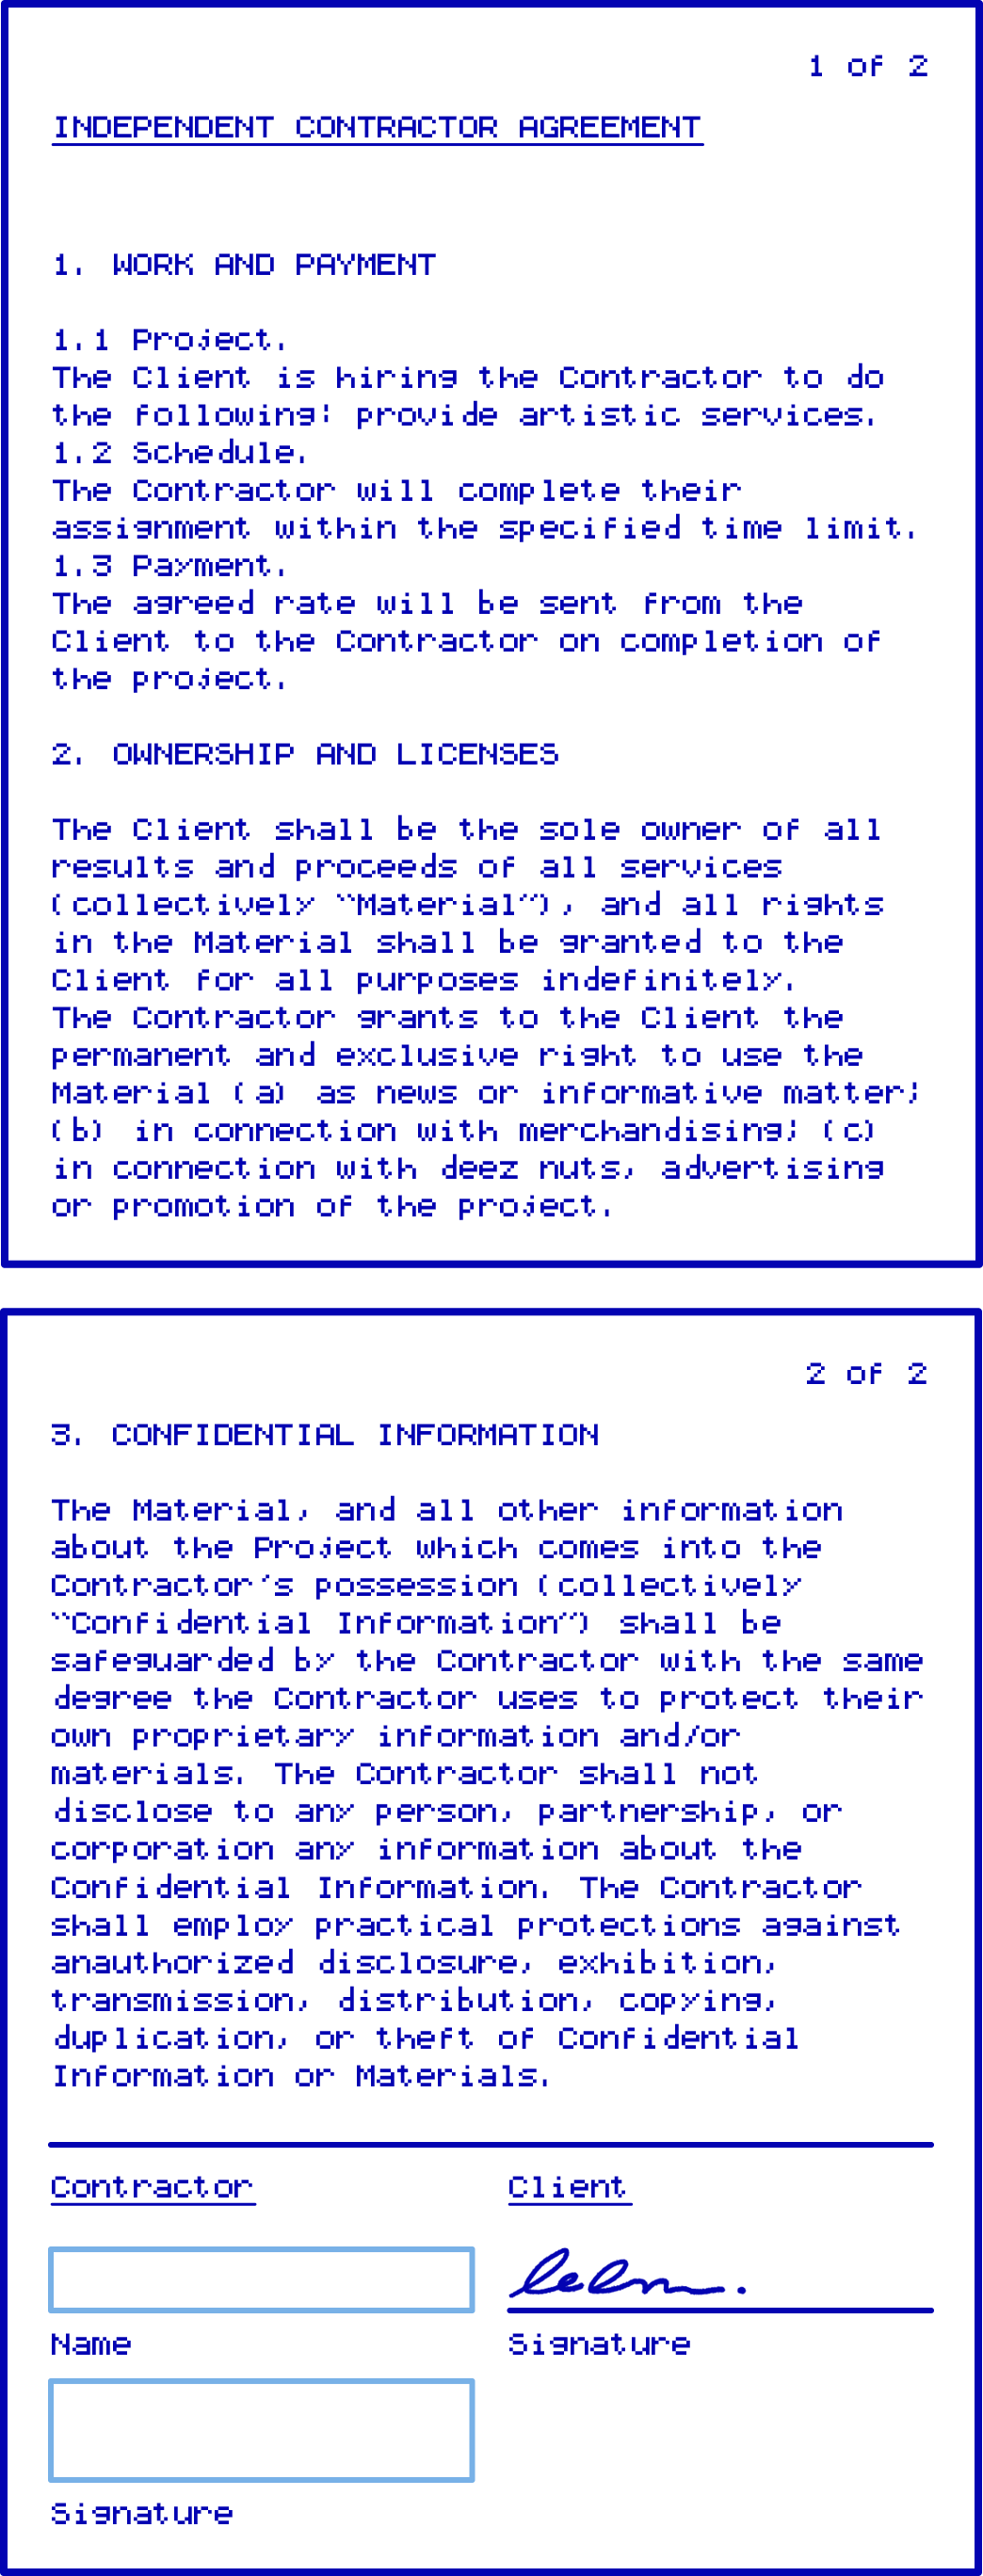 1 of 2
INDEPENDENT CONTRACTOR AGREEMENT
1. WORK AND PAYMENT
1.1 Project.
The Client is hiring the Contractor to do
the following: provide artistic services.
1.2 Schedule.
The Contractor will complete their
assignment within the specified time limit.
1.3 Payment.
The agreed rate will be sent from the
Client to the Contractor on completion of
the project.
2. OWNERSHIP AND LICENSES
The Client shall be the sole owner of all
results and proceeds of all services
(collectively “Material”), and all rights
in the Material shall be granted to the
Client for all purposes indefinitely.
The Contractor grants to the Client the
permanent and exclusive right to use the
Material (a) as news or informative matter;
(b) in connection with merchandising; (c)
in connection with deez nuts, advertising
or promotion of the project.
2 of 2
3. CONFIDENTIAL INFORMATION
The Material, and all other information
about the Project which comes into the
Contractor's possession (collectively
“Confidential Information”) shall be
safeguarded by the Contractor with the same
degree the Contractor uses to protect their
own proprietary information and/or
materials. The Contractor shall not
disclose to any person, partnership, or
corporation any information about the
Confidential Information. The Contractor
shall employ practical protections against
anauthorized disclosure, exhibition,
transmission, distribution, copying,
duplication, or theft of Confidential
Information or Materials.
Contractor Client
Name Signature
Signature